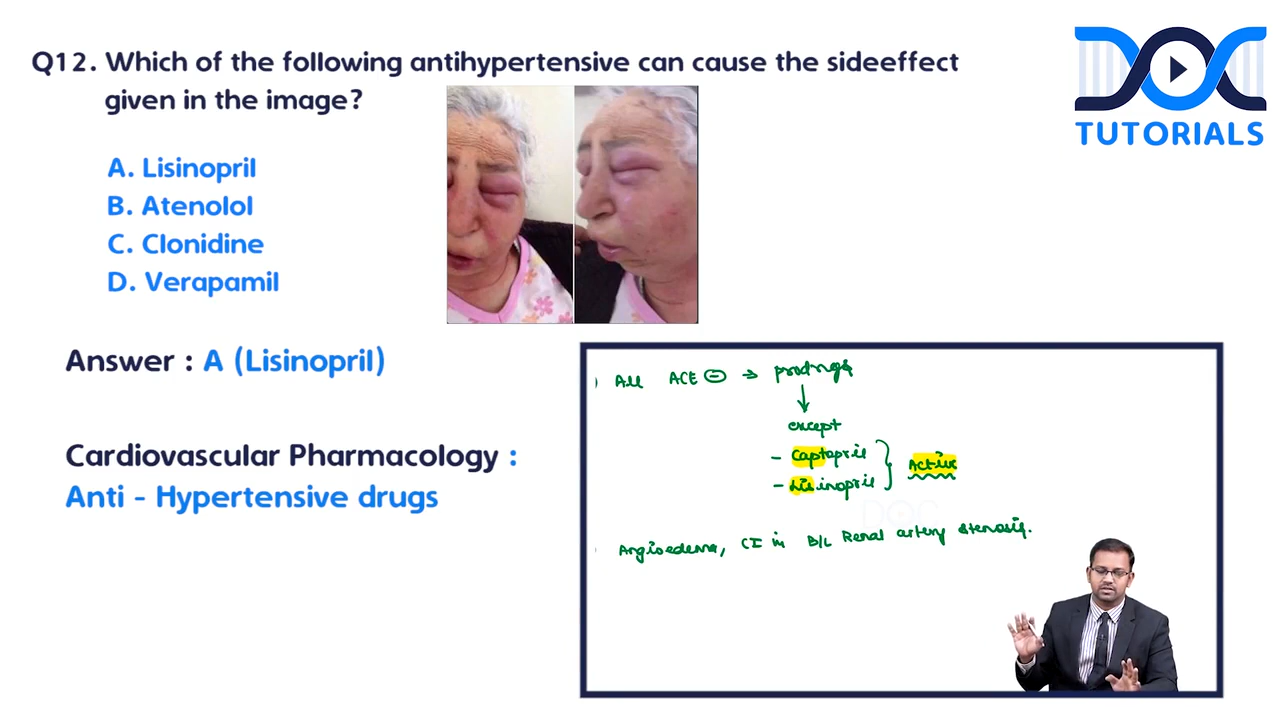 Q12. Which of the following antihypertensive can cause the sideeffect
given in the image?
A. Lisinopril
B. Atenolol
C. Clonidine
D. Verapamil
Answer : A (Lisinopril)
Cardiovascular Pharmacology :
Anti - Hypertensive drugs
DOC
TUTORIALS
) All ACE ⊖ → prodrugs
↓
except
- Captopril
- Lisinopril } Active
Angioedema, CI in B/L Renal artery stenosis.
DOC